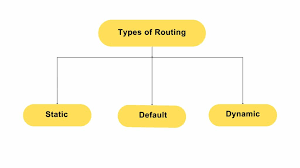 Types of Routing
Static
Default
Dynamic